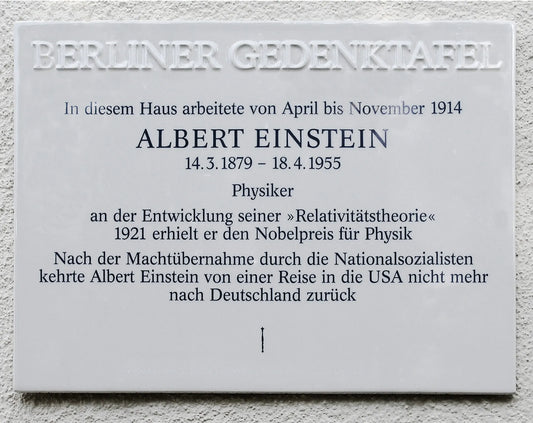 BERLINER GEDENKTAFEL
In diesem Haus arbeitete von April bis November 1914
ALBERT EINSTEIN
14.3.1879 – 18.4.1955
Physiker
an der Entwicklung seiner »Relativitätstheorie«
1921 erhielt er den Nobelpreis für Physik
Nach der Machtübernahme durch die Nationalsozialisten
kehrte Albert Einstein von einer Reise in die USA nicht mehr
nach Deutschland zurück